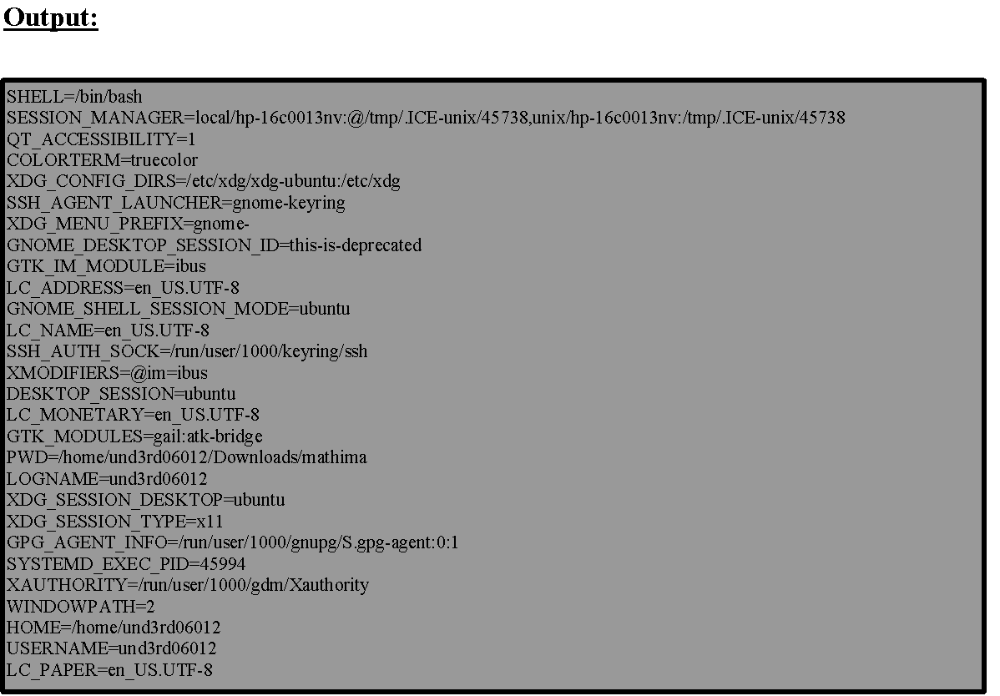 Output:
SHELL=/bin/bash
SESSION_MANAGER=local/hp-16c0013nv:@/tmp/.ICE-unix/45738,unix/hp-16c0013nv:/tmp/.ICE-unix/45738
QT_ACCESSIBILITY=1
COLORTERM=truecolor
XDG_CONFIG_DIRS=/etc/xdg/xdg-ubuntu:/etc/xdg
SSH_AGENT_LAUNCHER=gnome-keyring
XDG_MENU_PREFIX=gnome-
GNOME_DESKTOP_SESSION_ID=this-is-deprecated
GTK_IM_MODULE=ibus
LC_ADDRESS=en_US.UTF-8
GNOME_SHELL_SESSION_MODE=ubuntu
LC_NAME=en_US.UTF-8
SSH_AUTH_SOCK=/run/user/1000/keyring/ssh
XMODIFIERS=@im=ibus
DESKTOP_SESSION=ubuntu
LC_MONETARY=en_US.UTF-8
GTK_MODULES=gail:atk-bridge
PWD=/home/und3rd06012/Downloads/mathima
LOGNAME=und3rd06012
XDG_SESSION_DESKTOP=ubuntu
XDG_SESSION_TYPE=x11
GPG_AGENT_INFO=/run/user/1000/gnupg/S.gpg-agent:0:1
SYSTEMD_EXEC_PID=45994
XAUTHORITY=/run/user/1000/gdm/Xauthority
WINDOWPATH=2
HOME=/home/und3rd06012
USERNAME=und3rd06012
LC_PAPER=en_US.UTF-8